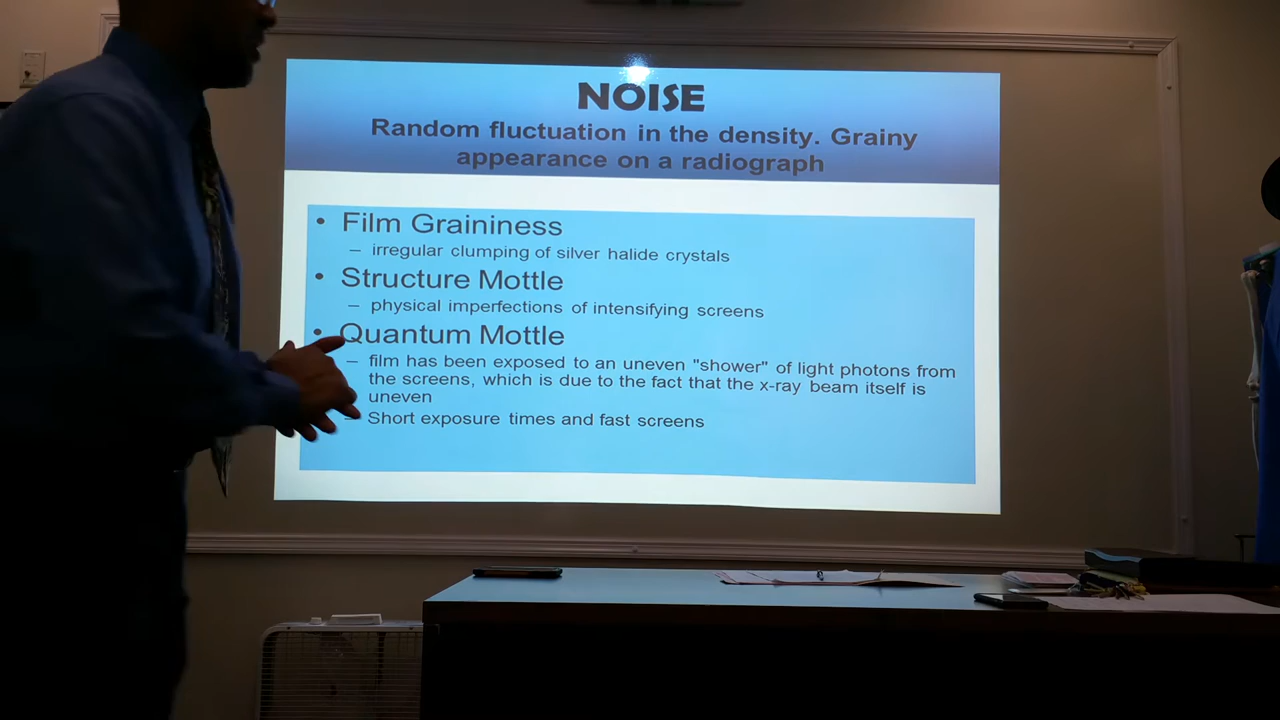 NOISE
Random fluctuation in the density. Grainy
appearance on a radiograph
• Film Graininess
– irregular clumping of silver halide crystals
• Structure Mottle
– physical imperfections of intensifying screens
• Quantum Mottle
– film has been exposed to an uneven "shower" of light photons from
the screens, which is due to the fact that the x-ray beam itself is
uneven
– Short exposure times and fast screens